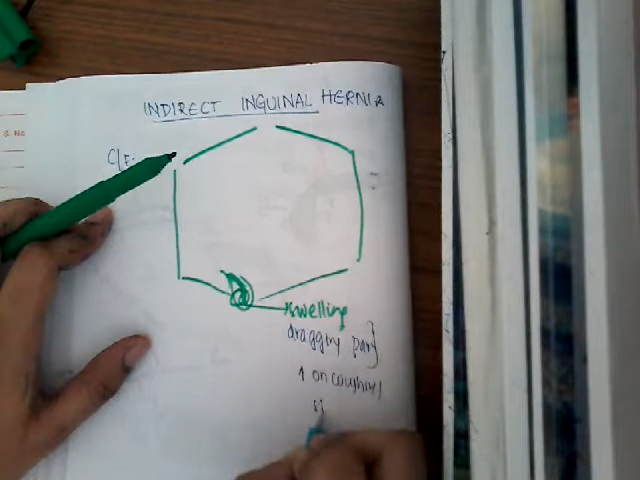 INDIRECT INGUINAL HERNIA
C/F:
swelling
dragging pain
↑ on coughing